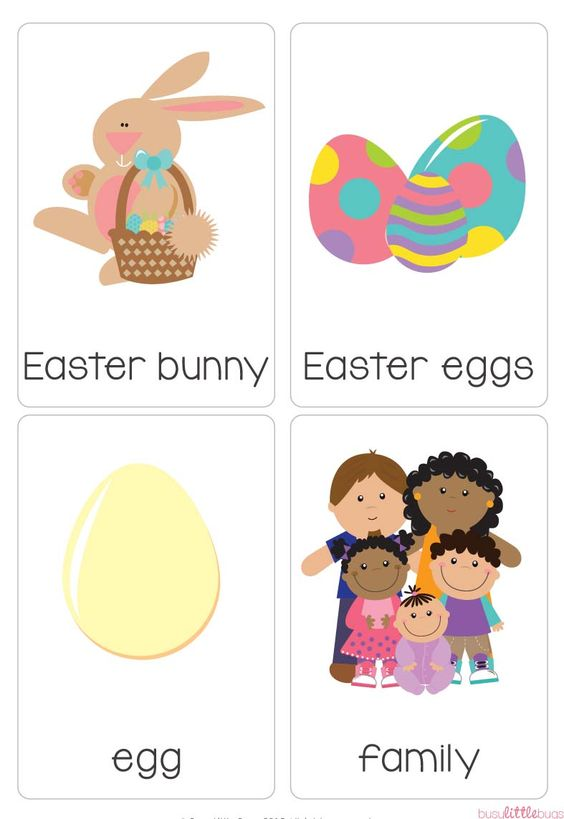 Easter bunny
Easter eggs
egg
family
busylittlebugs